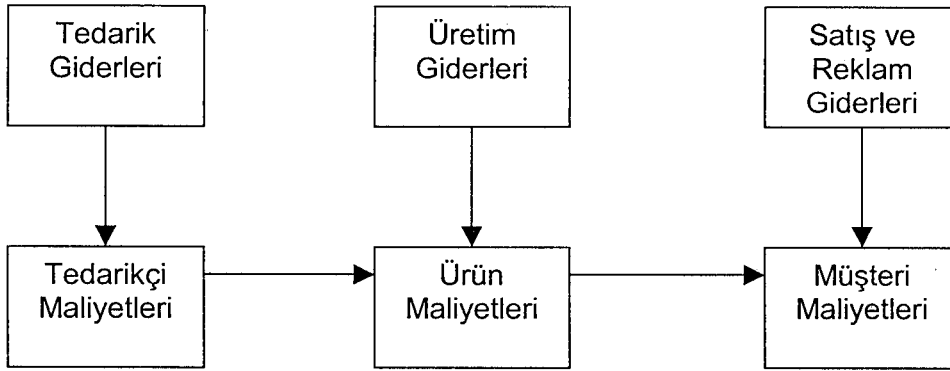 Tedarik
Giderleri
Üretim
Giderleri
Satış ve
Reklam
Giderleri
Tedarikçi
Maliyetleri
Ürün
Maliyetleri
Müşteri
Maliyetleri